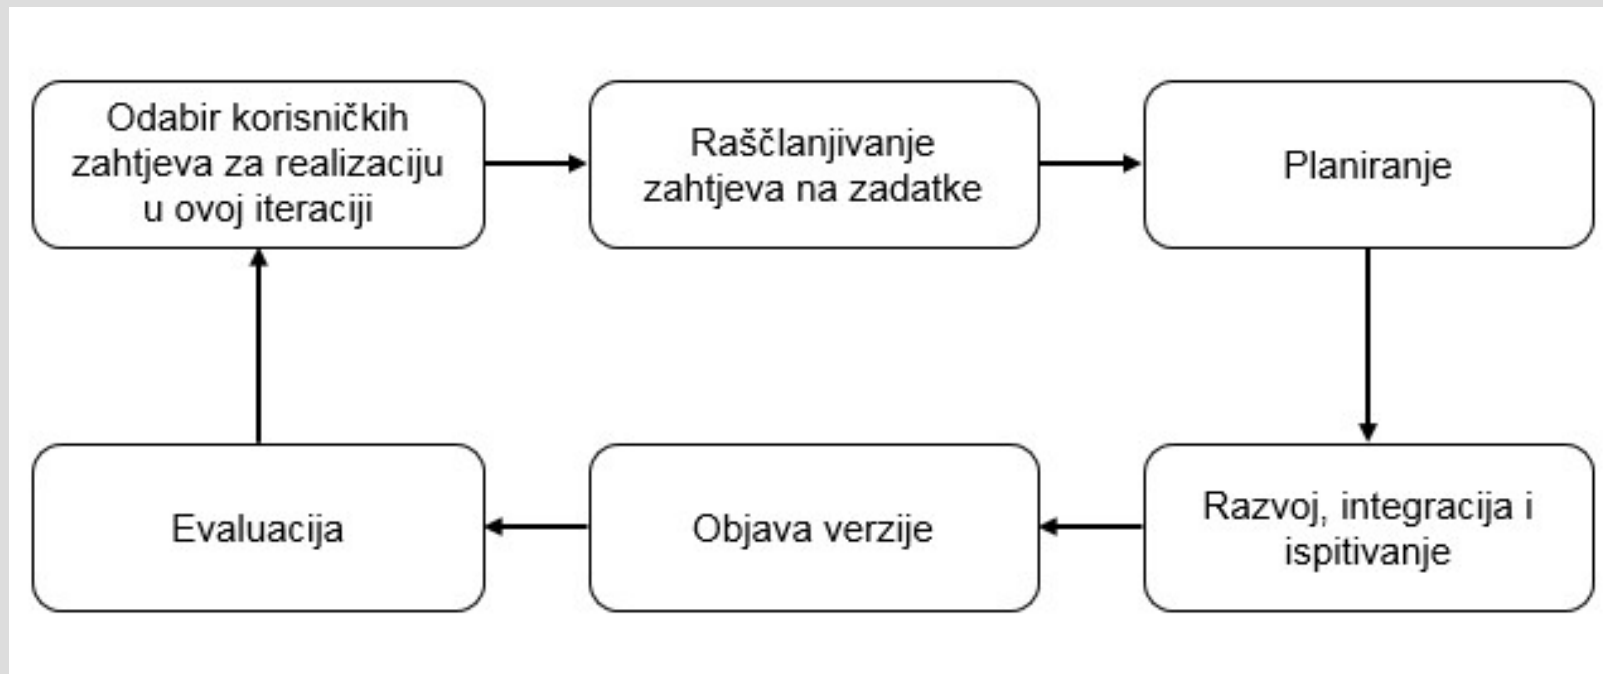 Odabir korisničkih
zahtjeva za realizaciju
u ovoj iteraciji
Raščlanjivanje
zahtjeva na zadatke
Planiranje
Razvoj, integracija i
ispitivanje
Objava verzije
Evaluacija